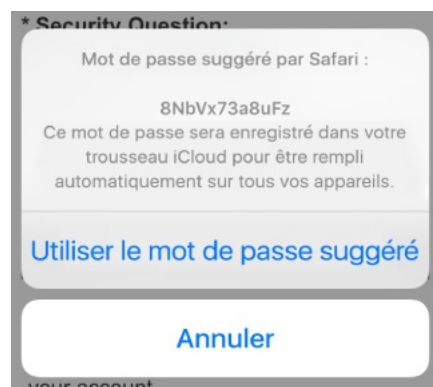 * Security Question:
Mot de passe suggéré par Safari :
8NbVx73a8uFz
Ce mot de passe sera enregistré dans votre
trousseau iCloud pour être rempli
automatiquement sur tous vos appareils.
Utiliser le mot de passe suggéré
Annuler
your account